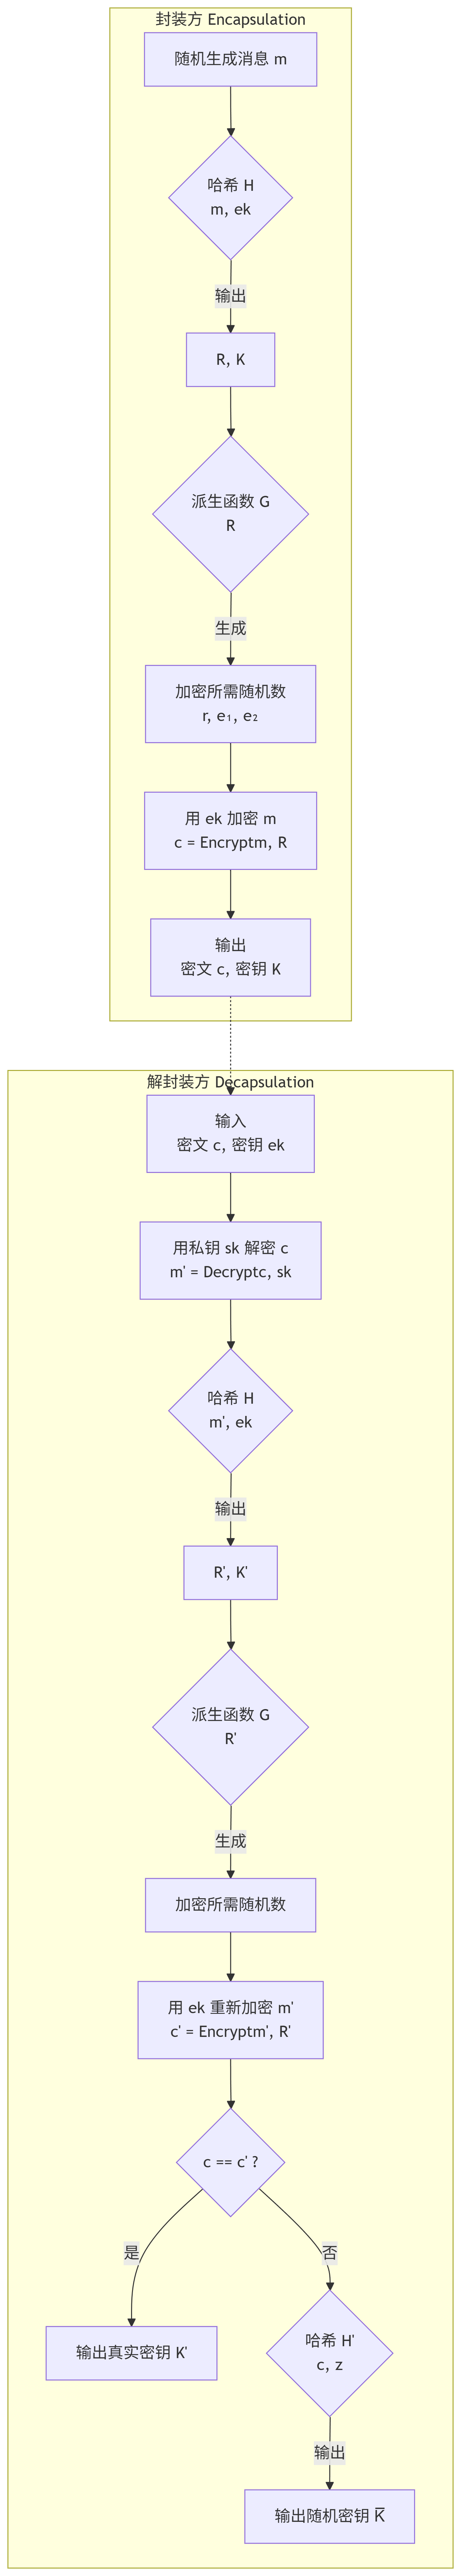 封装方 Encapsulation
随机生成消息 m
哈希 H
m, ek
输出
R, K
派生函数 G
R
生成
加密所需随机数
r, e₁, e₂
用 ek 加密 m
c = Encryptm, R
输出
密文 c, 密钥 K
解封装方 Decapsulation
输入
密文 c, 密钥 ek
用私钥 sk 解密 c
m' = Decryptc, sk
哈希 H
m', ek
输出
R', K'
派生函数 G
R'
生成
加密所需随机数
用 ek 重新加密 m'
c' = Encryptm', R'
c == c' ?
是
否
输出真实密钥 K'
哈希 H'
c, z
输出
输出随机密钥 K̅